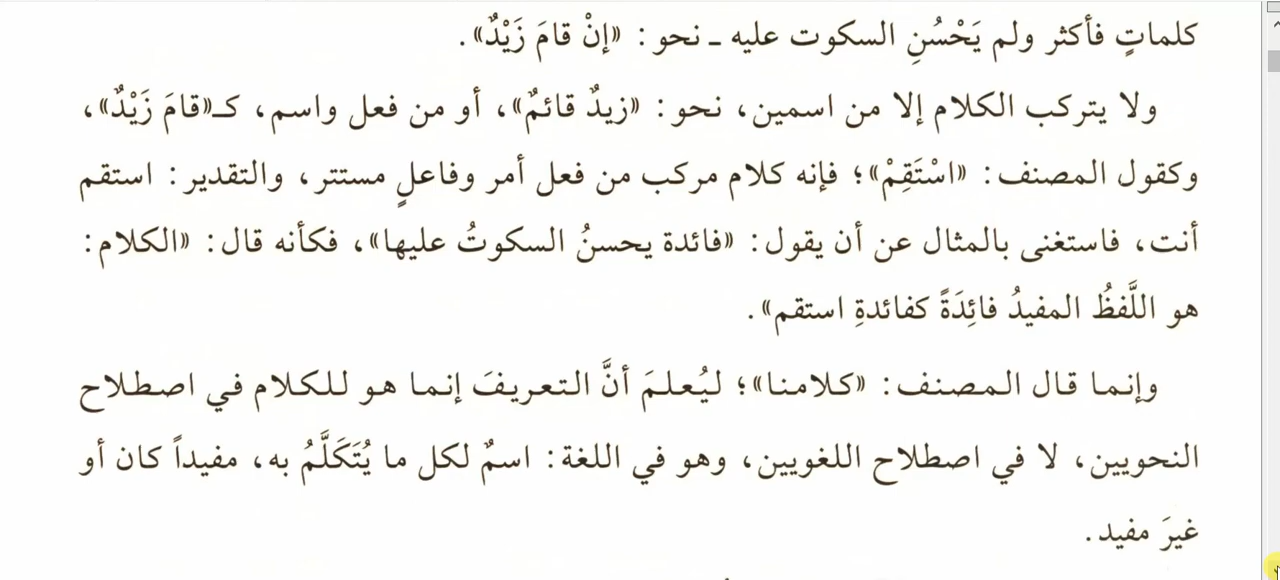 كلماتٍ فأكثر ولم يَحْسُنِ السكوت عليه ـ نحو : «إنْ قامَ زَيْدٌ» .
ولا يتركب الكلام إلا من اسمين، نحو : «زيدٌ قائمٌ»، أو من فعل واسم، كـ«قامَ زَيْدٌ»،
وكقول المصنف : «اسْتَقِمْ»؛ فإنه كلام مركب من فعل أمر وفاعلٍ مستتر، والتقدير : استقم
أنت، فاستغنى بالمثال عن أن يقول : «فائدة يحسنُ السكوتُ عليها»، فكأنه قال : «الكلام :
هو اللَّفظُ المفيدُ فائِدَةً كفائدةِ استقم» .
وإنما قال المصنف : «كلامنا»؛ ليُعلمَ أنَّ التعريفَ إنما هو للكلام في اصطلاح
النحويين، لا في اصطلاح اللغويين، وهو في اللغة : اسمٌ لكل ما يُتَكَلَّمُ به، مفيداً كان أو
غيرَ مفيد .